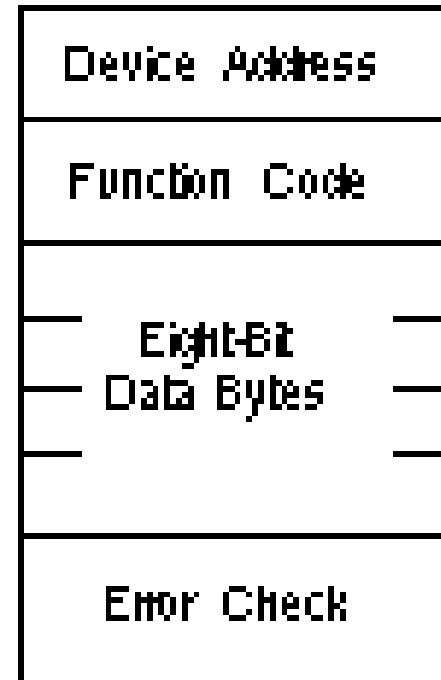 Device Address
Function Code
Eight-Bit
Data Bytes
Error Check